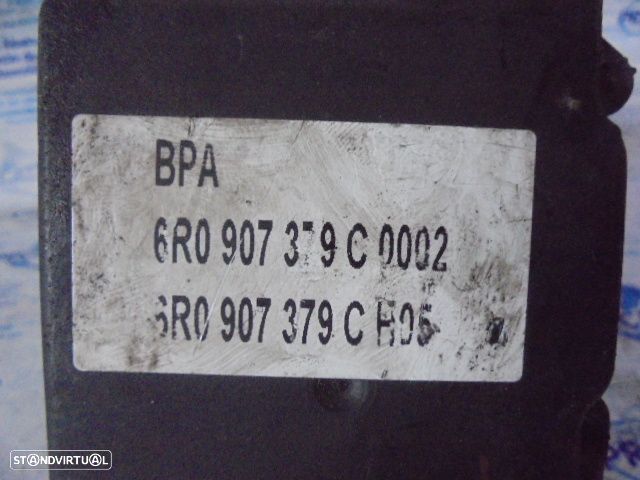 BPA
6R0 907 379 C 0002
6R0 907 379 C H05
STANDVIRTUAL